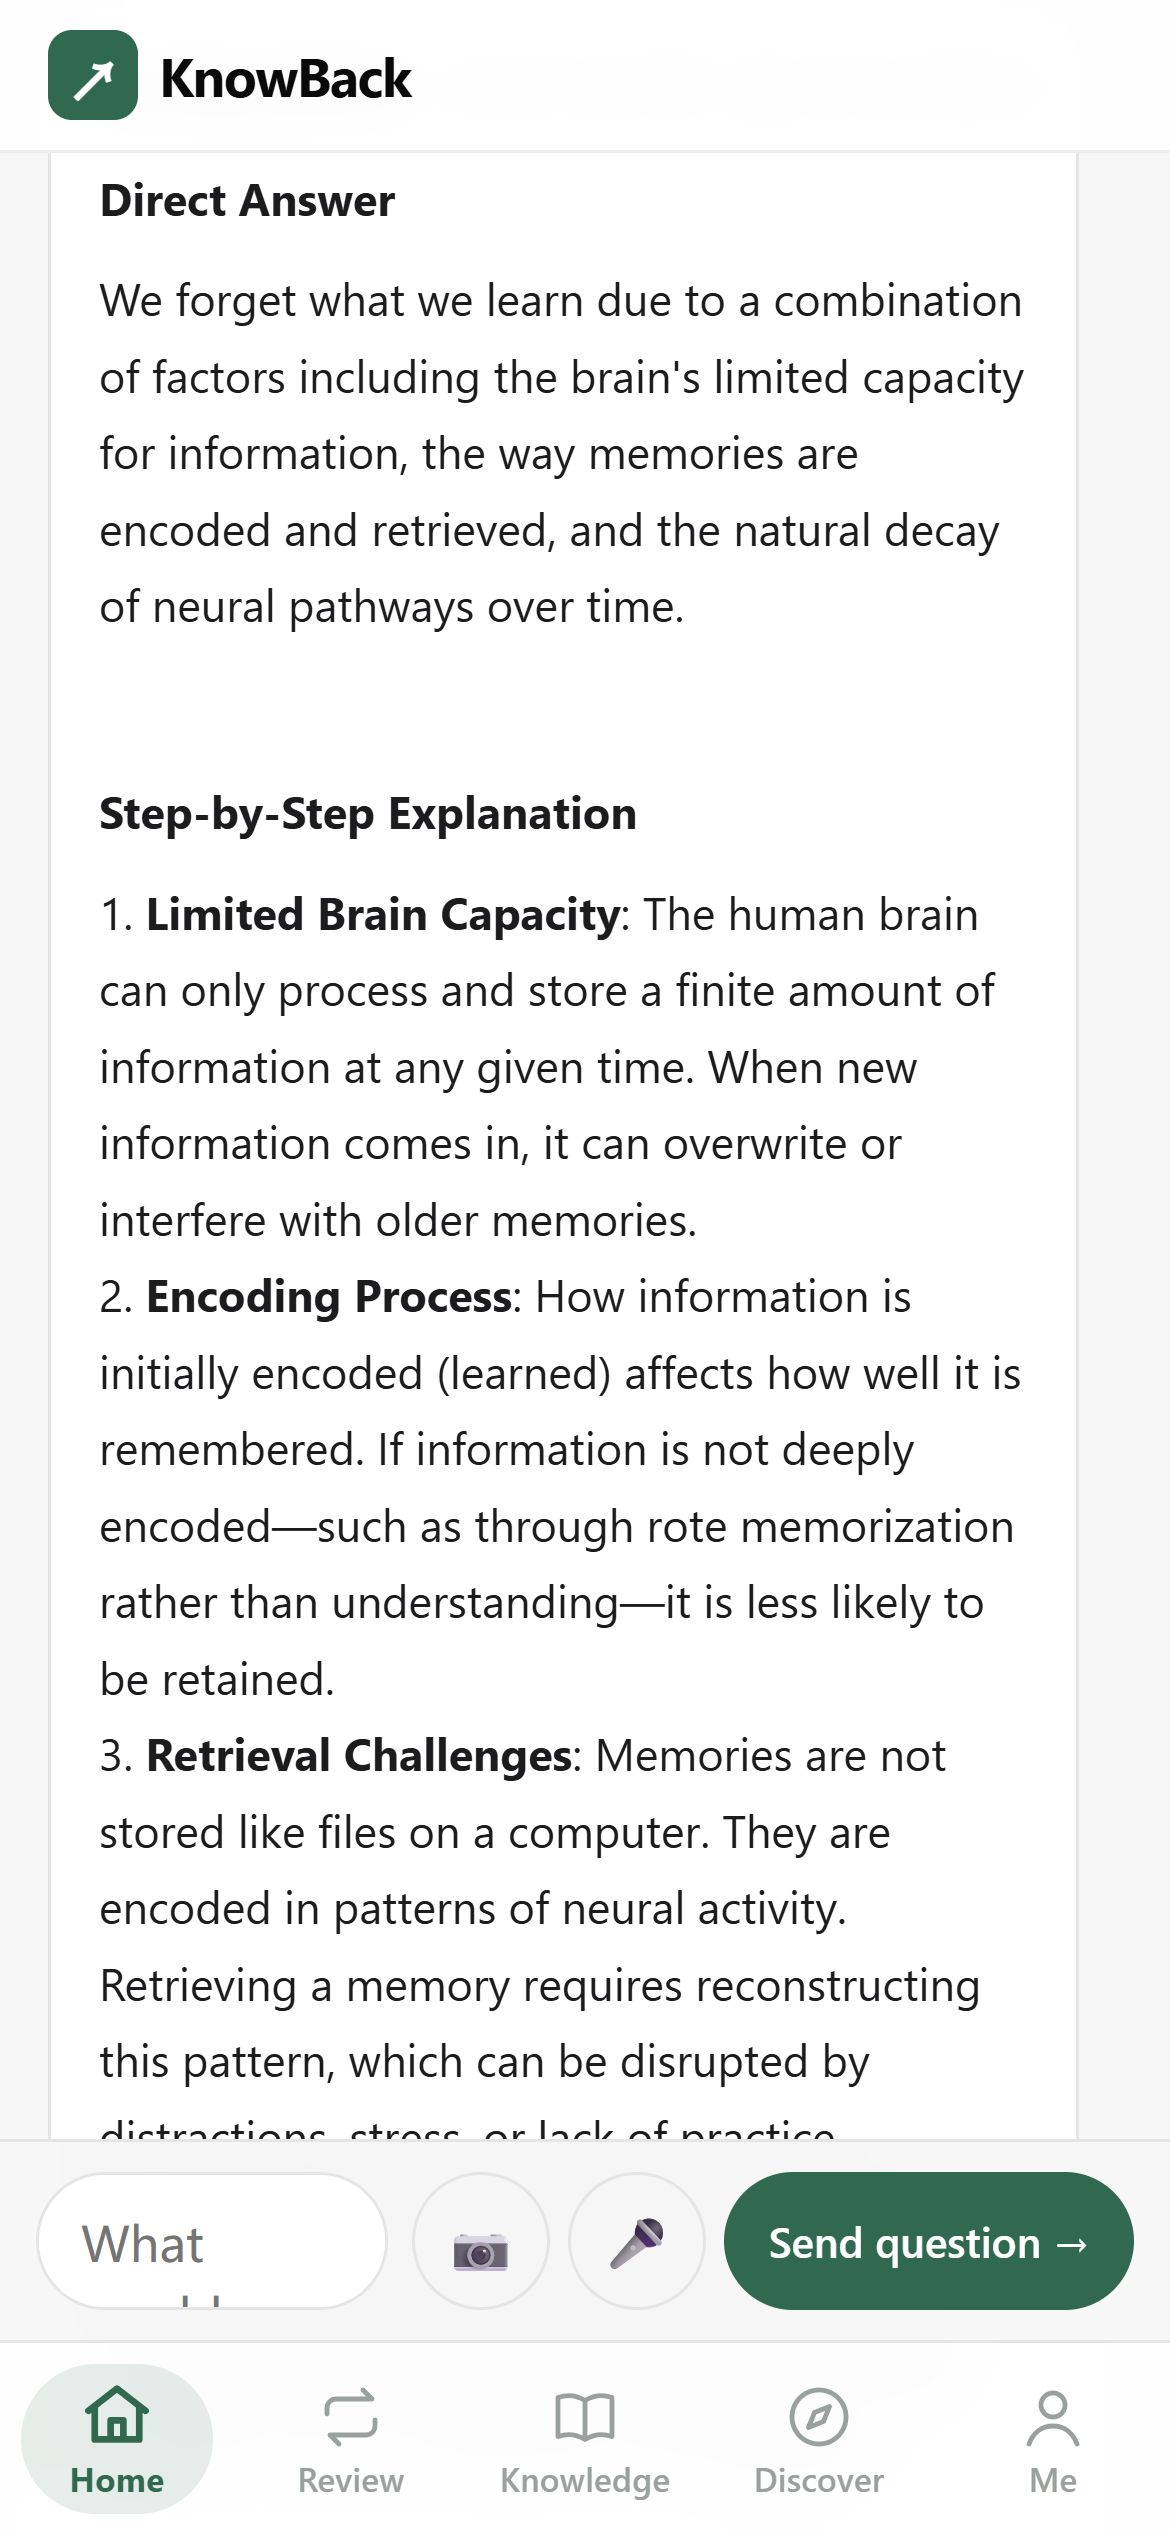 KnowBack
Direct Answer
We forget what we learn due to a combination
of factors including the brain's limited capacity
for information, the way memories are
encoded and retrieved, and the natural decay
of neural pathways over time.
Step-by-Step Explanation
1. Limited Brain Capacity: The human brain
can only process and store a finite amount of
information at any given time. When new
information comes in, it can overwrite or
interfere with older memories.
2. Encoding Process: How information is
initially encoded (learned) affects how well it is
remembered. If information is not deeply
encoded—such as through rote memorization
rather than understanding—it is less likely to
be retained.
3. Retrieval Challenges: Memories are not
stored like files on a computer. They are
encoded in patterns of neural activity.
Retrieving a memory requires reconstructing
this pattern, which can be disrupted by
distractions, stress, or lack of practice
What
Send question →
Home
Review
Knowledge
Discover
Me